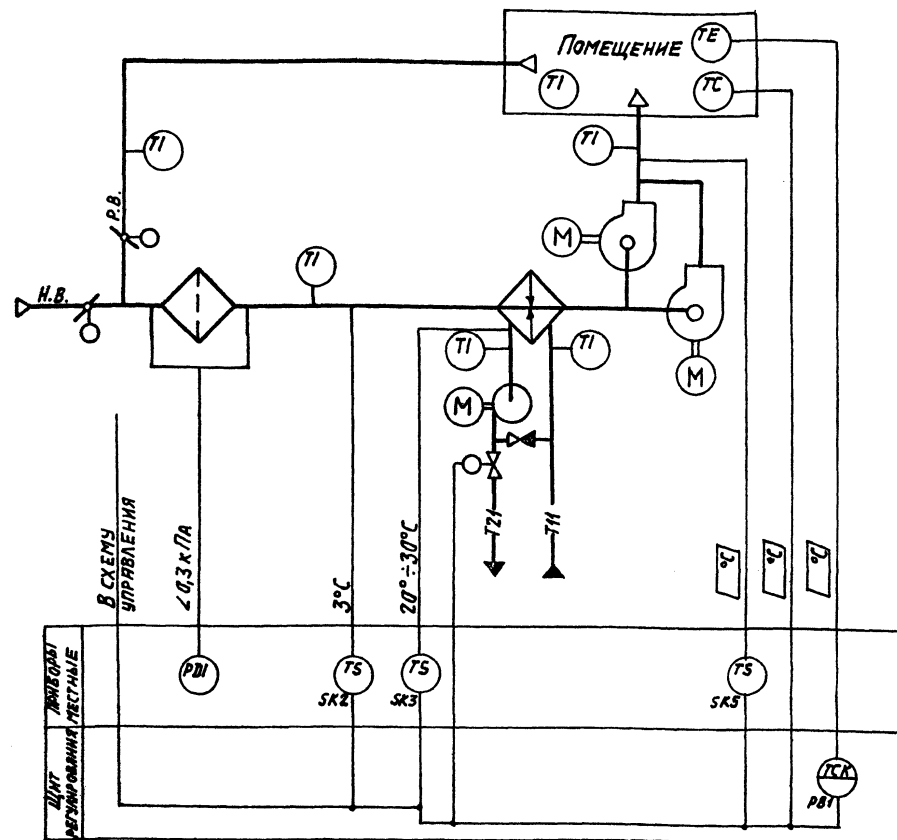 Помещение
TE
TI
TC
TI
TI
Р.В.
M
TI
Н.В.
M
TI
TI
M
T21
T11
В СХЕМУ
УПРАВЛЕНИЯ
<0,3 кПа
3°С
20°÷30°С
°С
°С
°С
ПРИБОРЫ
МЕСТНЫЕ
PDI
TS
SK2
TS
SK3
TS
SK5
ЩИТ
РЕГУЛИРОВАНИЯ
TCK
PB1